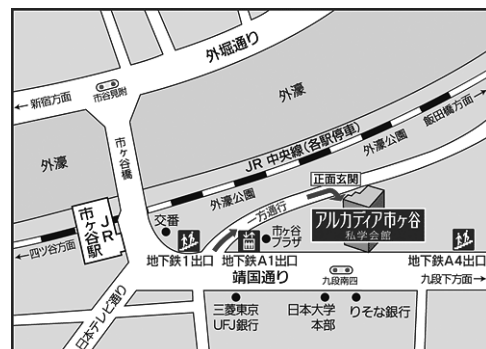 外堀通り
←新宿方面
市谷見附
外濠
飯田橋方面→
市ヶ谷橋
JR 中央線(各駅停車)
外濠公園
外濠
正面玄関
外濠公園
一方通行
アルカディア市ヶ谷
私学会館
JR
市ヶ谷駅
交番
市ヶ谷
プラザ
←四ツ谷方面
地下鉄1出口
地下鉄A1出口
地下鉄A4出口
靖国通り
九段南四
九段下方面→
日本テレビ通り
三菱東京
UFJ銀行
日本大学
本部
りそな銀行